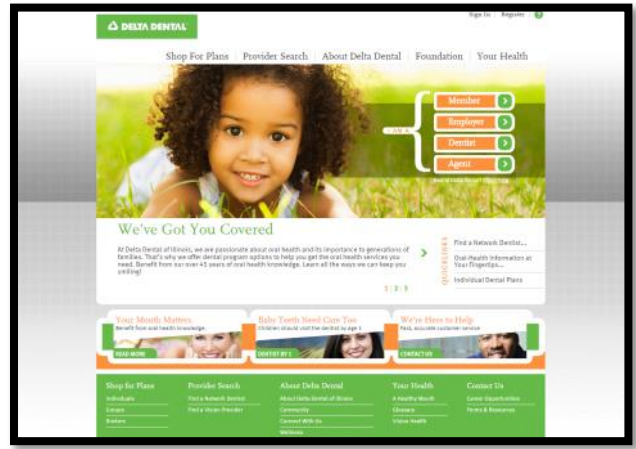 Sign In | Register
DELTA DENTAL
Shop For Plans | Provider Search | About Delta Dental | Foundation | Your Health
I AM A
Member
Employer
Dentist
Agent
We've Got You Covered
At Delta Dental of Illinois, we are passionate about oral health and its importance to generations of
families. That's why we offer dental program options to help you get the oral health services you
need. Benefit from our over 45 years of oral health knowledge. Learn all the ways we can keep you
smiling!
1 | 2 | 3
QUICKLINKS
Find a Network Dentist...
Oral-Health Information at
Your Fingertips...
Individual Dental Plans
Your Mouth Matters
Benefit from oral health knowledge.
READ MORE
Baby Teeth Need Care Too
Children should visit the dentist by age 1
DENTIST BY 1
We're Here to Help
Fast, accurate customer service
CONTACT US
Shop for Plans
Individuals
Groups
Brokers
Provider Search
Find a Network Dentist
Find a Vision Provider
About Delta Dental
About Delta Dental of Illinois
Community
Connect With Us
Wellness
Your Health
A Healthy Mouth
Glossary
Vision Health
Contact Us
Career Opportunities
Terms & Resources